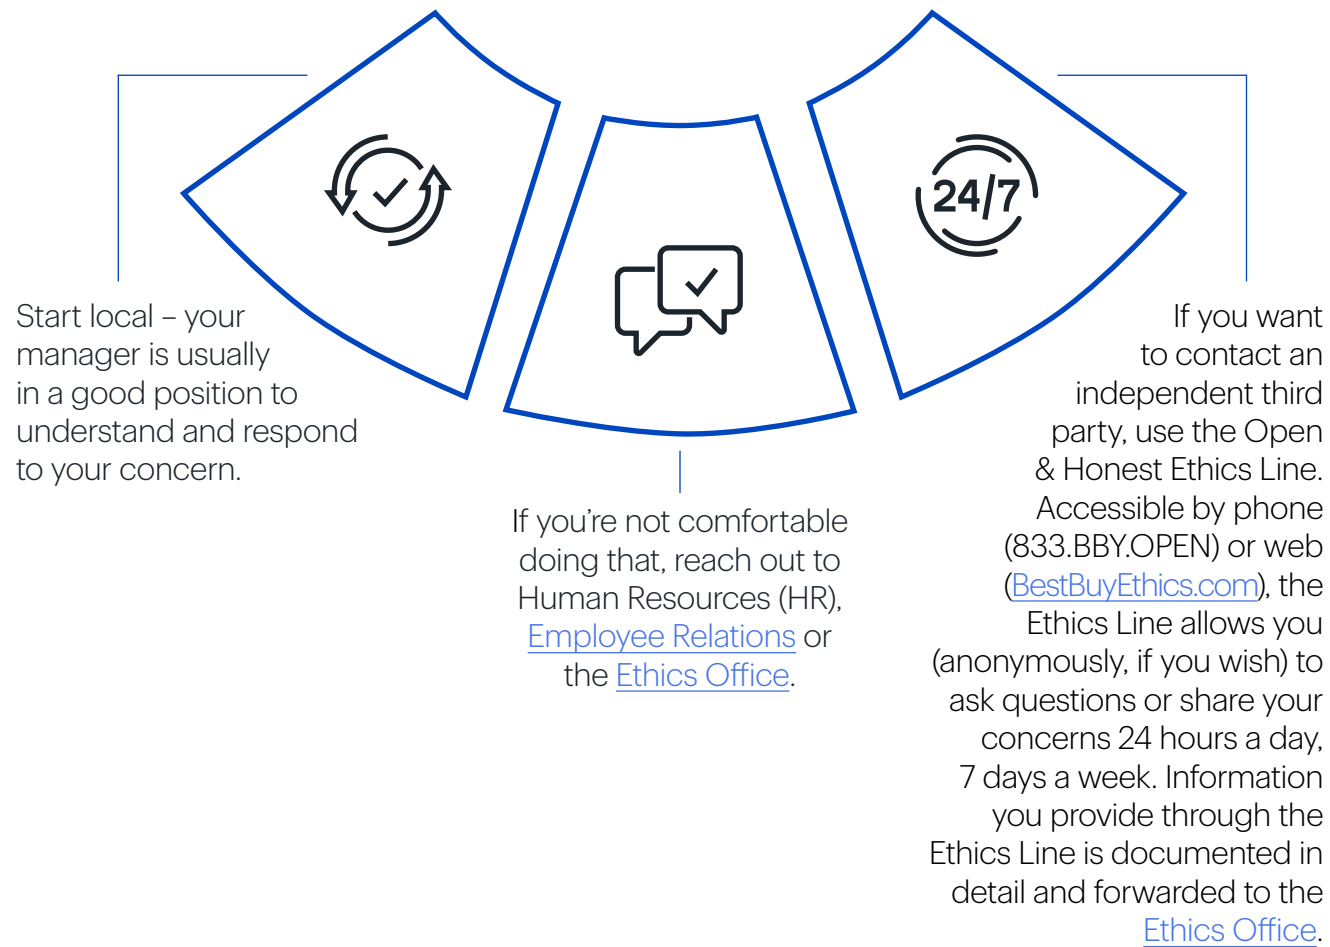 24/7
Start local – your
manager is usually
in a good position to
understand and respond
to your concern.
If you’re not comfortable
doing that, reach out to
Human Resources (HR),
Employee Relations or
the Ethics Office.
If you want
to contact an
independent third
party, use the Open
& Honest Ethics Line.
Accessible by phone
(833.BBY.OPEN) or web
(BestBuyEthics.com), the
Ethics Line allows you
(anonymously, if you wish) to
ask questions or share your
concerns 24 hours a day,
7 days a week. Information
you provide through the
Ethics Line is documented in
detail and forwarded to the
Ethics Office.